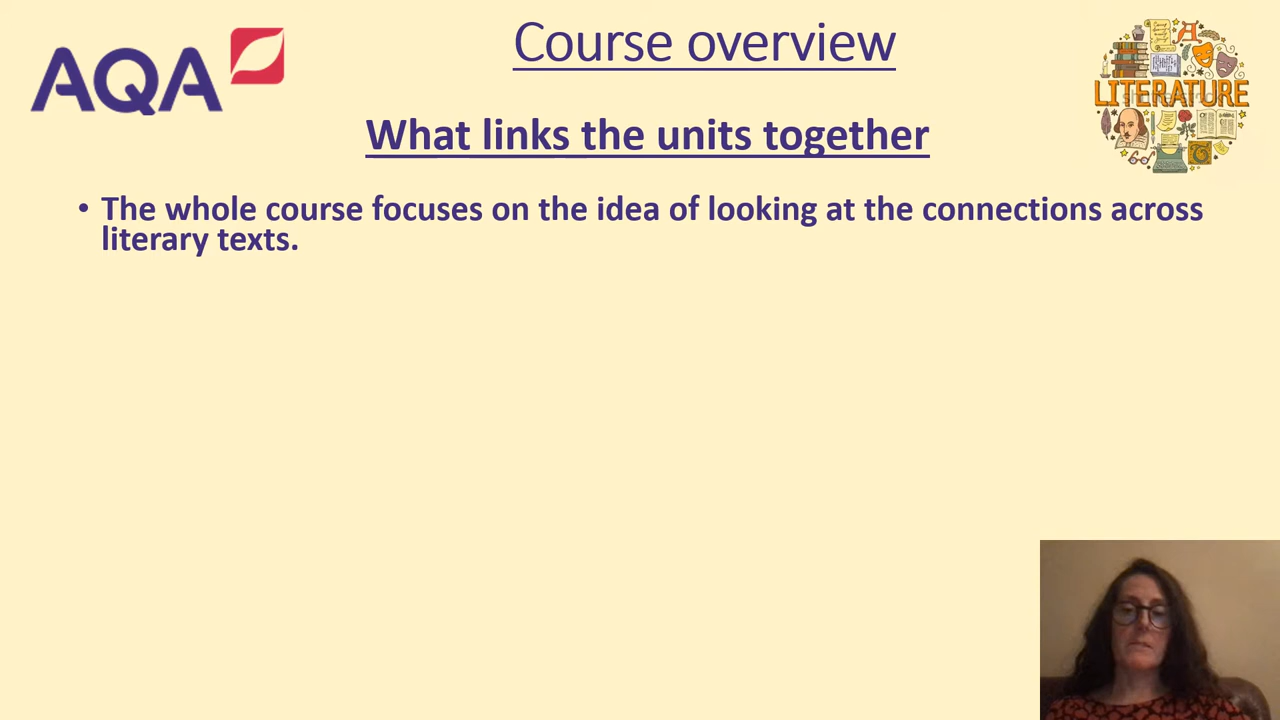 Course overview
AQA
LITERATURE
What links the units together
• The whole course focuses on the idea of looking at the connections across
literary texts.